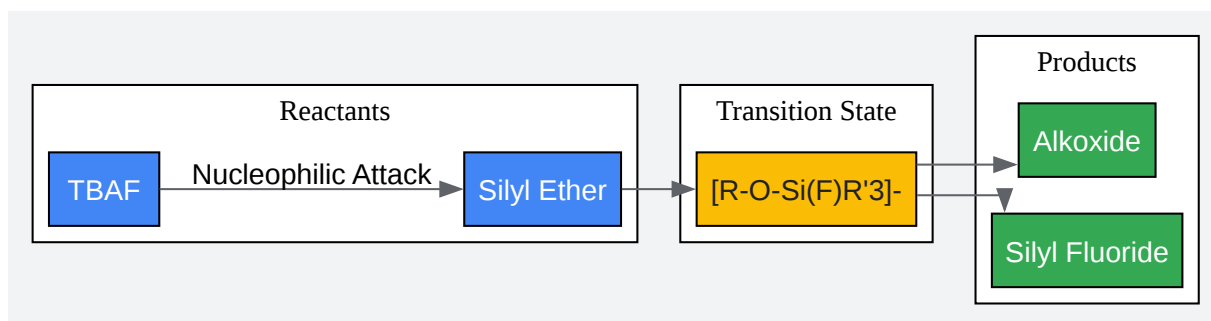 Reactants
TBAF
Nucleophilic Attack
Silyl Ether
Transition State
[R-O-Si(F)R'3]-
Products
Alkoxide
Silyl Fluoride